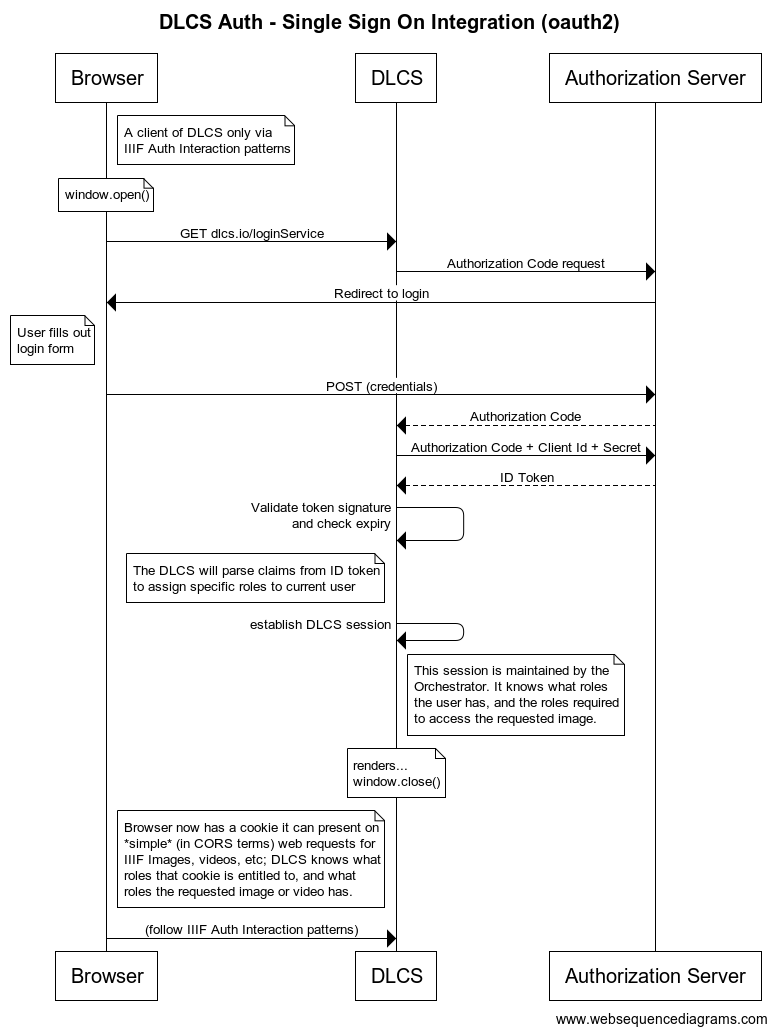 DLCS Auth - Single Sign On Integration (oauth2)
Browser
DLCS
Authorization Server
A client of DLCS only via
IIIF Auth Interaction patterns
window.open()
GET dlcs.io/loginService
Authorization Code request
Redirect to login
User fills out
login form
POST (credentials)
Authorization Code
Authorization Code + Client Id + Secret
ID Token
Validate token signature
and check expiry
The DLCS will parse claims from ID token
to assign specific roles to current user
establish DLCS session
This session is maintained by the
Orchestrator. It knows what roles
the user has, and the roles required
to access the requested image.
renders...
window.close()
Browser now has a cookie it can present on
*simple* (in CORS terms) web requests for
IIIF Images, videos, etc; DLCS knows what
roles that cookie is entitled to, and what
roles the requested image or video has.
(follow IIIF Auth Interaction patterns)
Browser
DLCS
Authorization Server
www.websequencediagrams.com